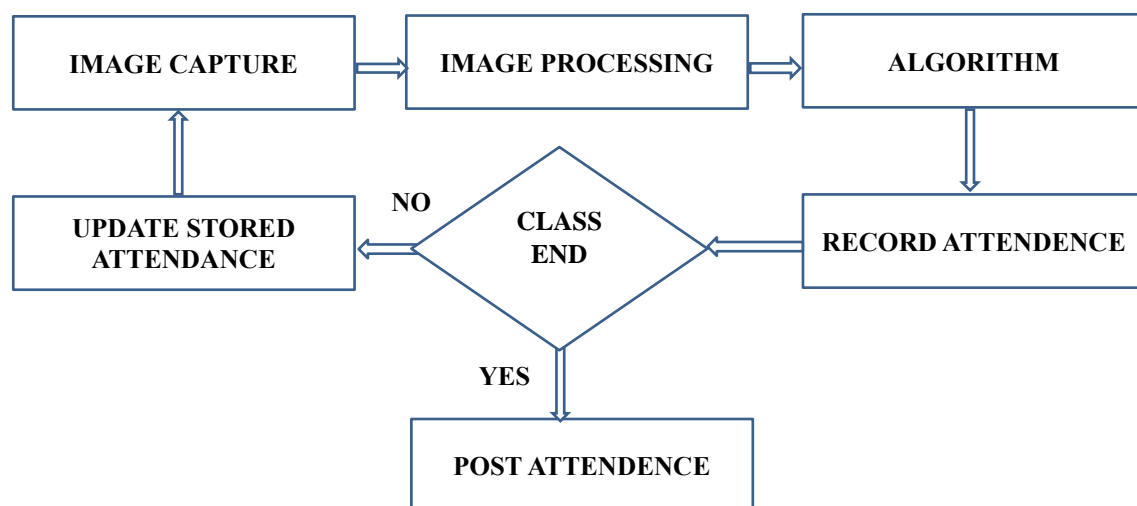 IMAGE CAPTURE
IMAGE PROCESSING
ALGORITHM
UPDATE STORED
ATTENDANCE
NO
CLASS
END
RECORD ATTENDENCE
YES
POST ATTENDENCE